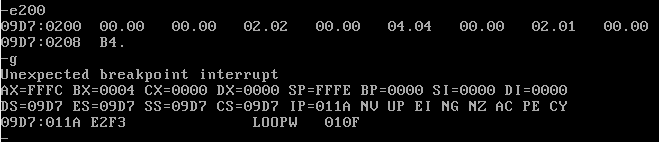 -e200
09D7:0200  00.00   00.00   02.02   00.00   04.04   00.00   02.01   00.00
09D7:0208  B4.
-g
Unexpected breakpoint interrupt
AX=FFFC BX=0004 CX=0000 DX=0000 SP=FFFE BP=0000 SI=0000 DI=0000
DS=09D7 ES=09D7 SS=09D7 CS=09D7 IP=011A NV UP EI NG NZ AC PE CY
09D7:011A E2F3              LOOPW   010F
-